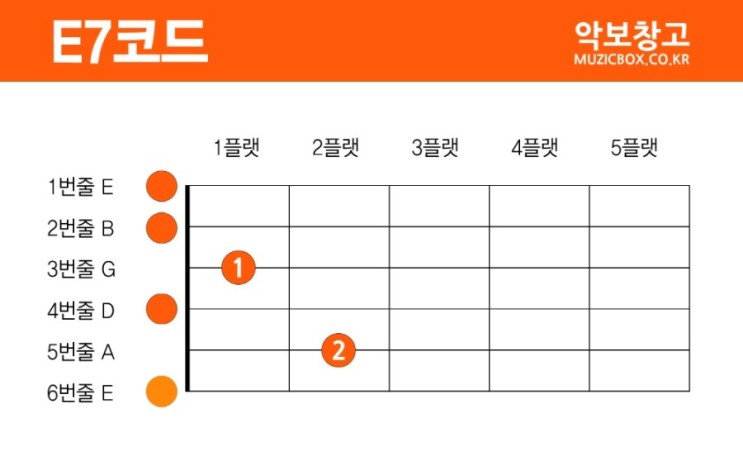 E7코드
악보창고
MUZICBOX.CO.KR
1플랫 2플랫 3플랫 4플랫 5플랫
1번줄 E
2번줄 B
3번줄 G 1
4번줄 D
5번줄 A 2
6번줄 E